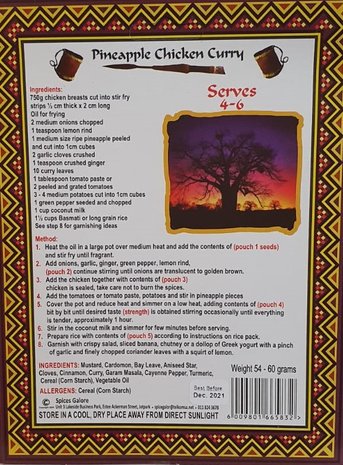 Pineapple Chicken Curry
Ingredients:
750g chicken breasts cut into stir fry
strips ½ cm thick x 2 cm long
Oil for frying
2 medium onions chopped
1 teaspoon lemon rind
1 medium size ripe pineapple peeled
and cut into 1cm cubes
2 garlic cloves crushed
1 teaspoon crushed ginger
10 curry leaves
1 tablespoon tomato paste or
2 peeled and grated tomatoes
3 - 4 medium potatoes cut into 1cm cubes
1 green pepper seeded and chopped
1 cup coconut milk
1½ cups Basmati or long grain rice
See step 8 for garnishing ideas
Serves
4-6
Method:
1. Heat the oil in a large pot over medium heat and add the contents of (pouch 1 seeds)
and stir fry until fragrant.
2. Add onions, garlic, ginger, green pepper, lemon rind,
(pouch 2) continue stirring until onions are translucent to golden brown.
3. Add the chicken together with contents of (pouch 3)
chicken is sealed, take care not to burn the spices.
4. Add the tomatoes or tomato paste, potatoes and stir in pineapple pieces
5. Cover the pot and reduce heat and simmer on a low heat, adding contents of (pouch 4)
bit by bit until desired taste (strength) is obtained stirring occasionally until everything
is tender, approximately 1 hour.
6. Stir in the coconut milk and simmer for few minutes before serving.
7. Prepare rice with contents of (pouch 5) according to instructions on rice pack.
8. Garnish with crispy salad, sliced banana, chutney or a dollop of Greek yogurt with a pinch
of garlic and finely chopped coriander leaves with a squirt of lemon.
INGREDIENTS: Mustard, Cardomon, Bay Leave, Aniseed Star,
Cloves, Cinnamon, Curry, Garam Masala, Cayenne Pepper, Turmeric,
Cereal (Corn Starch), Vegetable Oil
ALLERGENS: Cereal (Corn Starch)
Spices Galore
Unit 5 Lakeside Business Park,
STORE IN A COOL, DRY PLACE AWAY FROM DIRECT SUNLIGHT
Best Before
Dec. 2021
Weight 54 - 60 grams
6 009801 665832 >